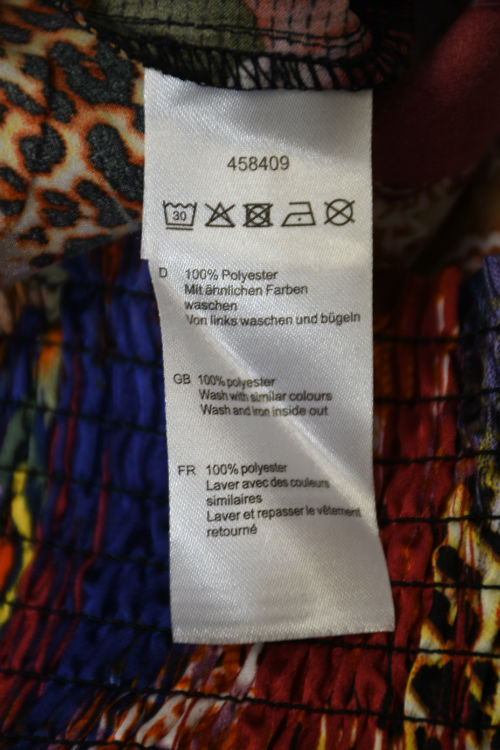 458409
30
D 100% Polyester
Mit ähnlichen Farben
waschen
Von links waschen und bügeln
GB 100% polyester
Wash with similar colours
Wash and iron inside out
FR 100% polyester
Laver avec des couleurs
similaires
Laver et repasser le vêtement
retourné